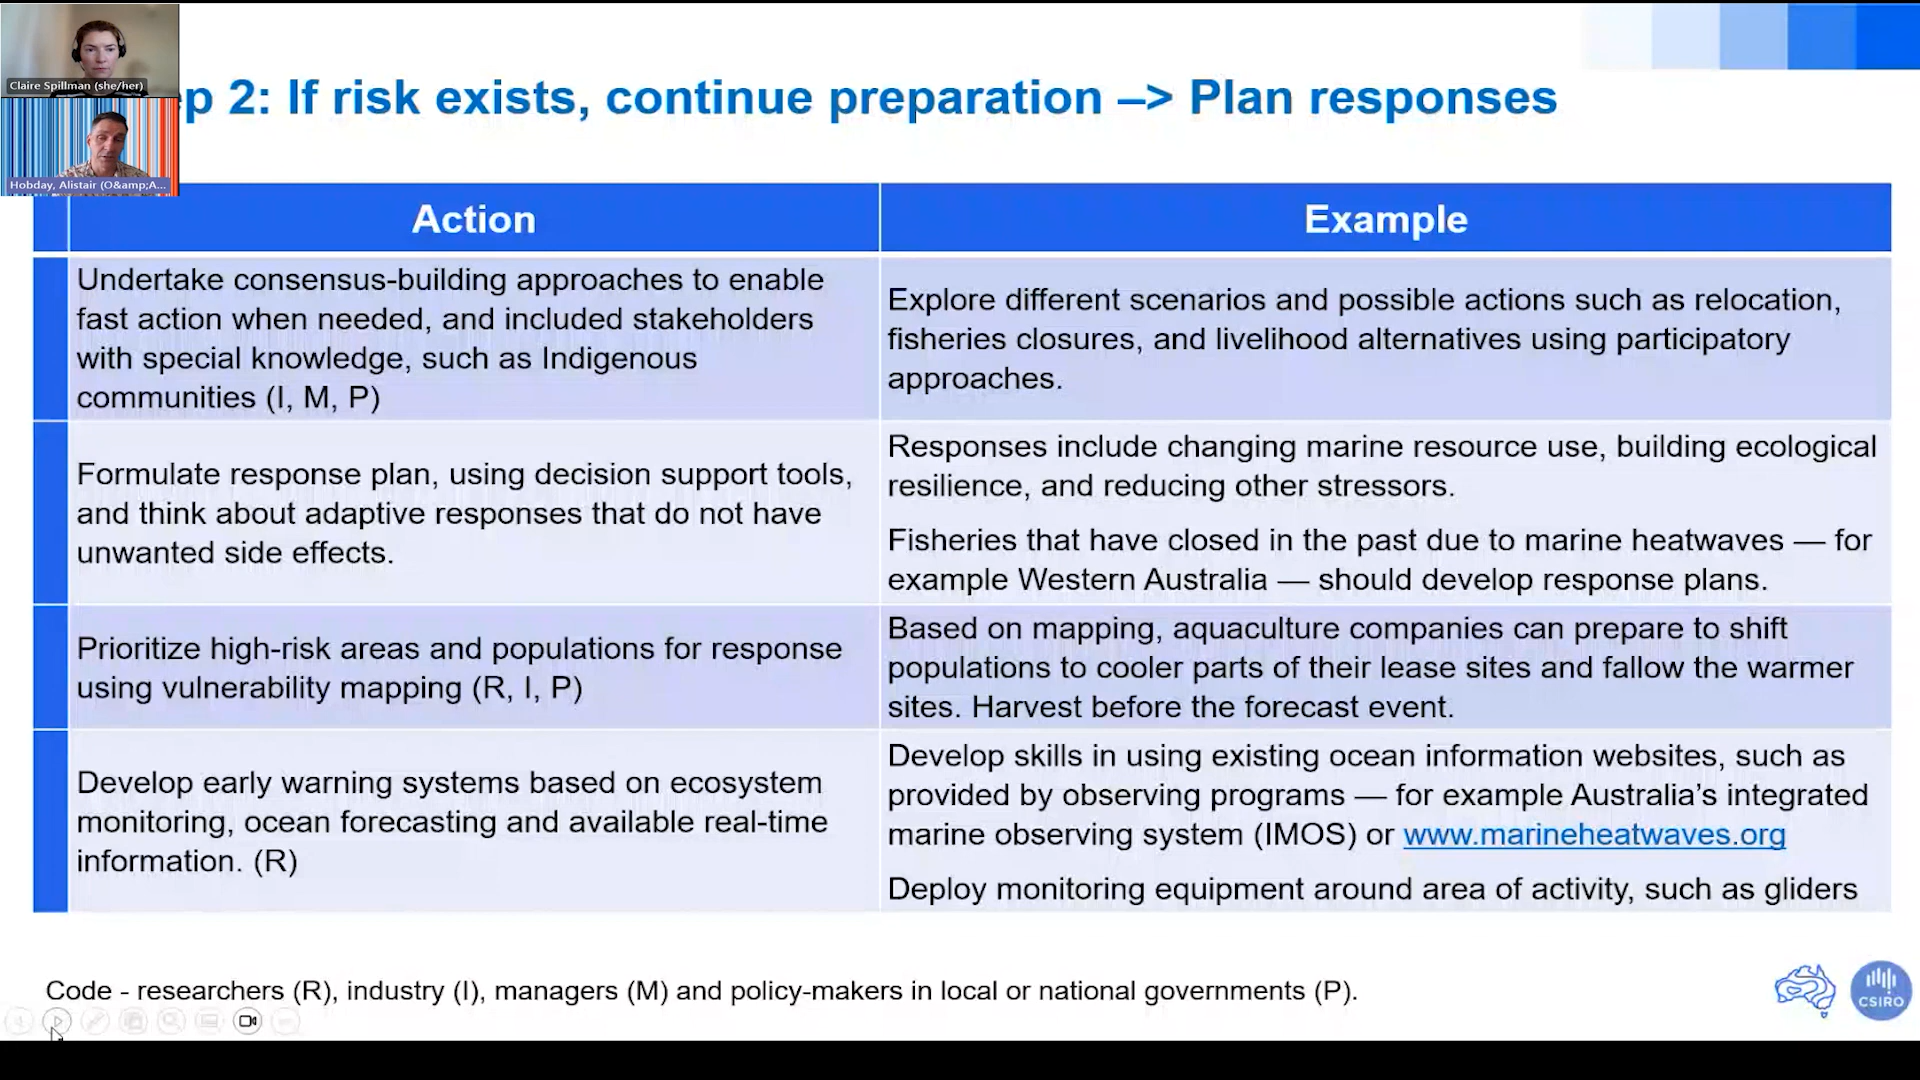 Claire Spillman (she/her)
Hobday, Alistair (O&amp;A...
p 2: If risk exists, continue preparation –> Plan responses
Action
Example
Undertake consensus-building approaches to enable
fast action when needed, and included stakeholders
with special knowledge, such as Indigenous
communities (I, M, P)
Explore different scenarios and possible actions such as relocation,
fisheries closures, and livelihood alternatives using participatory
approaches.
Formulate response plan, using decision support tools,
and think about adaptive responses that do not have
unwanted side effects.
Responses include changing marine resource use, building ecological
resilience, and reducing other stressors.
Fisheries that have closed in the past due to marine heatwaves — for
example Western Australia — should develop response plans.
Prioritize high-risk areas and populations for response
using vulnerability mapping (R, I, P)
Based on mapping, aquaculture companies can prepare to shift
populations to cooler parts of their lease sites and fallow the warmer
sites. Harvest before the forecast event.
Develop early warning systems based on ecosystem
monitoring, ocean forecasting and available real-time
information. (R)
Develop skills in using existing ocean information websites, such as
provided by observing programs — for example Australia’s integrated
marine observing system (IMOS) or www.marineheatwaves.org
Deploy monitoring equipment around area of activity, such as gliders
Code - researchers (R), industry (I), managers (M) and policy-makers in local or national governments (P).
CSIRO